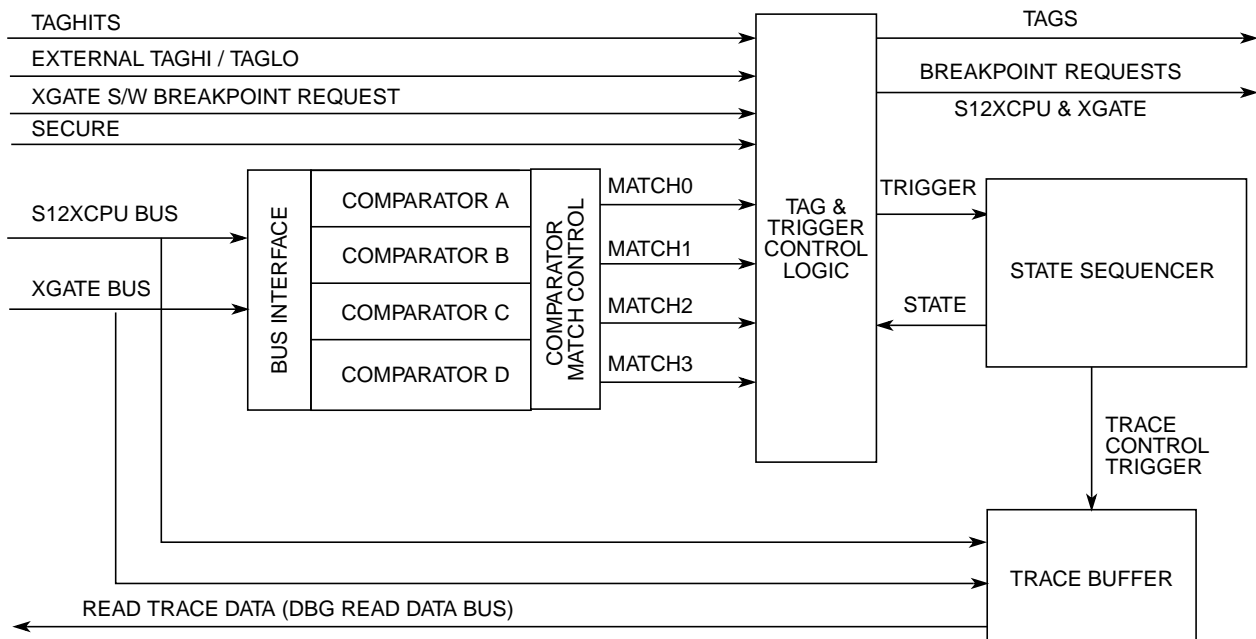 TAGHITS
EXTERNAL TAGHI / TAGLO
XGATE S/W BREAKPOINT REQUEST
SECURE
TAGS
BREAKPOINT REQUESTS
S12XCPU & XGATE
S12XCPU BUS
XGATE BUS
BUS INTERFACE
COMPARATOR A
COMPARATOR B
COMPARATOR C
COMPARATOR D
COMPARATOR
MATCH CONTROL
MATCH0
MATCH1
MATCH2
MATCH3
TAG &
TRIGGER
CONTROL
LOGIC
TRIGGER
STATE
STATE SEQUENCER
TRACE
CONTROL
TRIGGER
TRACE BUFFER
READ TRACE DATA (DBG READ DATA BUS)